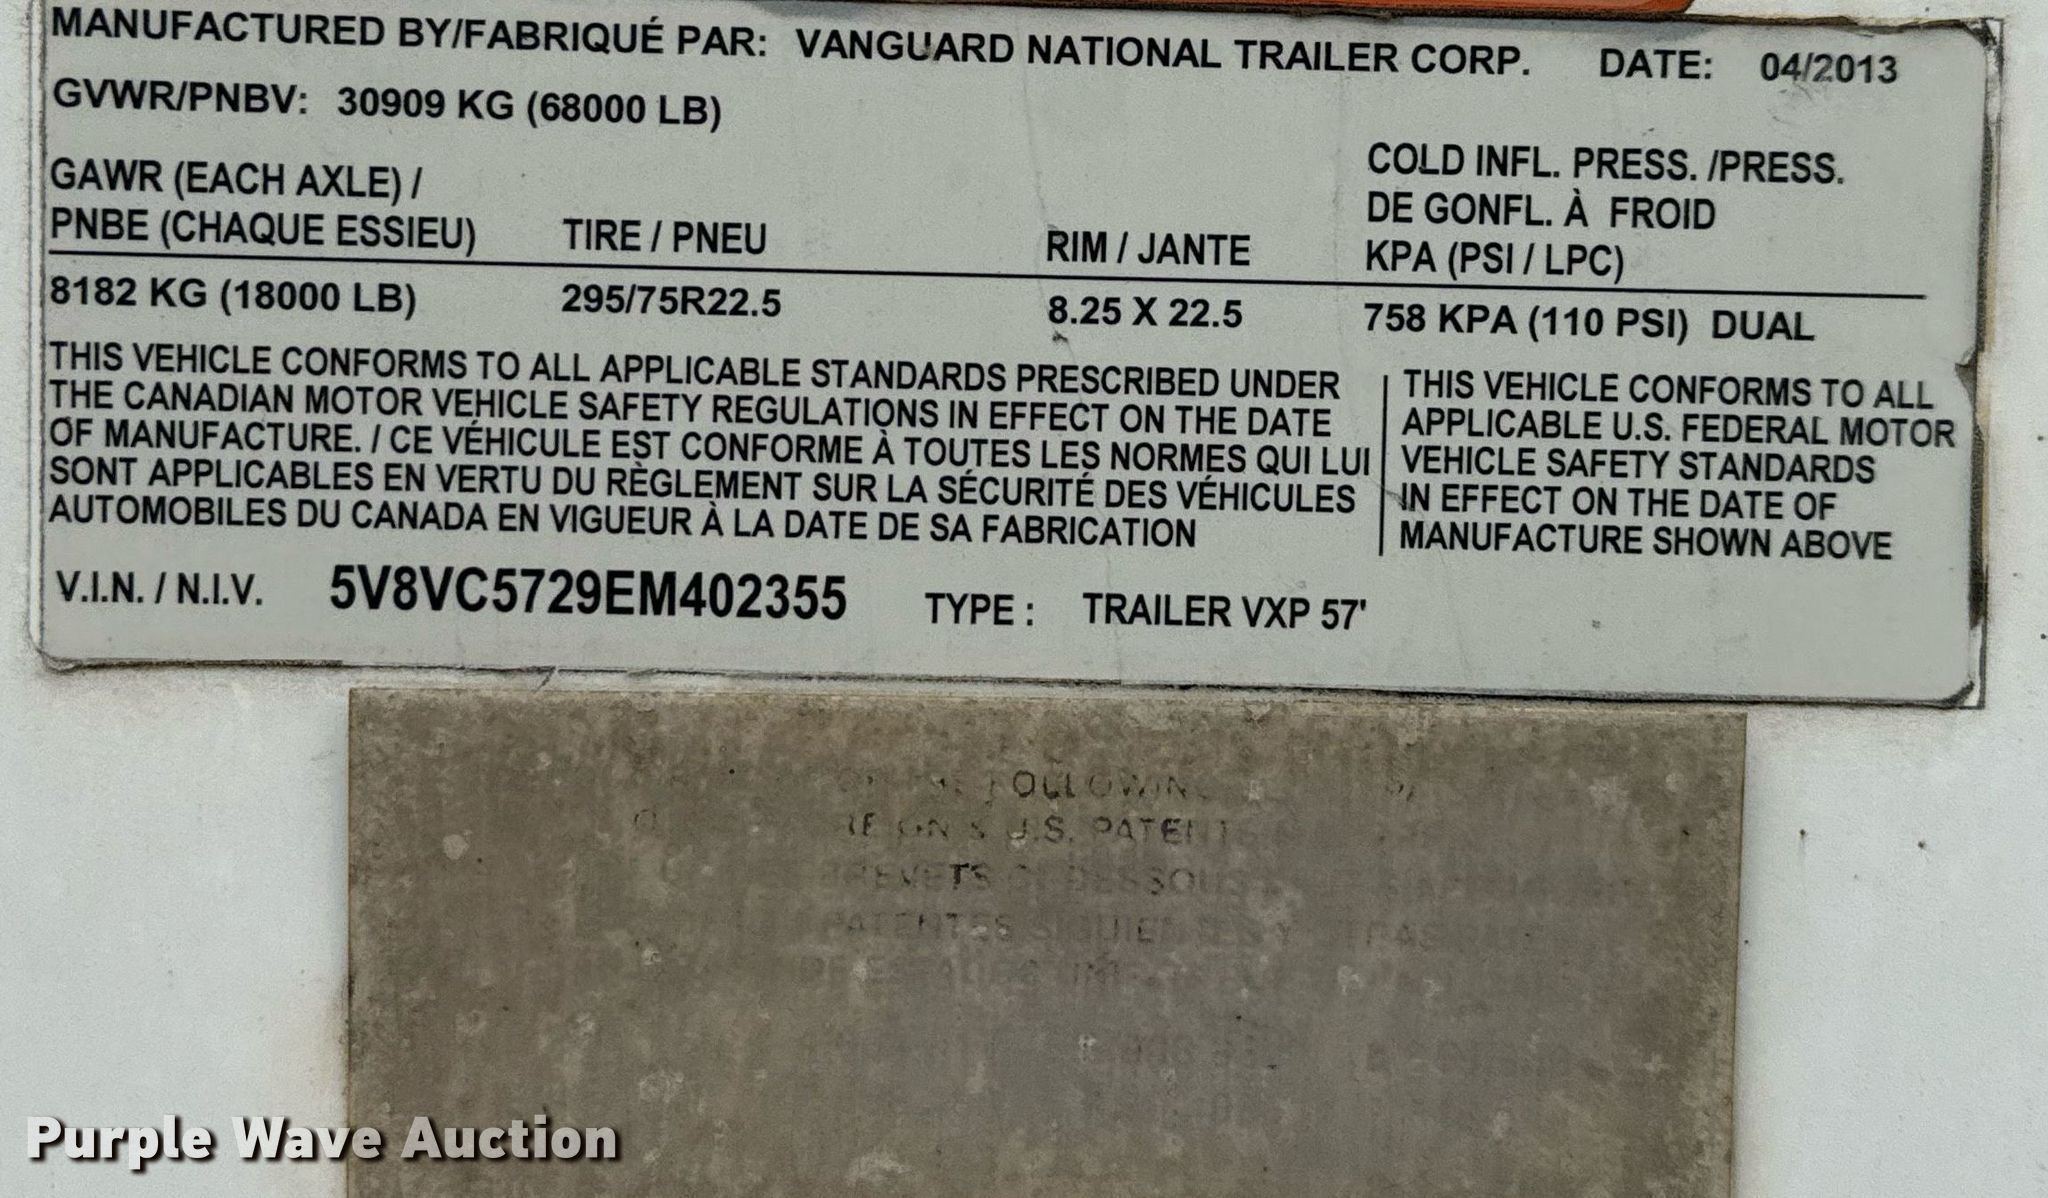 MANUFACTURED BY/FABRIQUÉ PAR: VANGUARD NATIONAL TRAILER CORP. DATE: 04/2013
GVWR/PNBV: 30909 KG (68000 LB)
GAWR (EACH AXLE) /
PNBE (CHAQUE ESSIEU) TIRE / PNEU RIM / JANTE
COLD INFL. PRESS. /PRESS.
DE GONFL. À FROID
KPA (PSI / LPC)
8182 KG (18000 LB) 295/75R22.5 8.25 X 22.5 758 KPA (110 PSI) DUAL
THIS VEHICLE CONFORMS TO ALL APPLICABLE STANDARDS PRESCRIBED UNDER
THE CANADIAN MOTOR VEHICLE SAFETY REGULATIONS IN EFFECT ON THE DATE
OF MANUFACTURE. / CE VÉHICULE EST CONFORME À TOUTES LES NORMES QUI LUI
SONT APPLICABLES EN VERTU DU RÈGLEMENT SUR LA SÉCURITÉ DES VÉHICULES
AUTOMOBILES DU CANADA EN VIGUEUR À LA DATE DE SA FABRICATION
THIS VEHICLE CONFORMS TO ALL
APPLICABLE U.S. FEDERAL MOTOR
VEHICLE SAFETY STANDARDS
IN EFFECT ON THE DATE OF
MANUFACTURE SHOWN ABOVE
V.I.N. / N.I.V. 5V8VC5729EM402355 TYPE : TRAILER VXP 57'
FOLLOWING
U.S. PATENTS
BREVETS CI-DESSOUS
PATENTES SIGUIENTES
Purple Wave Auction